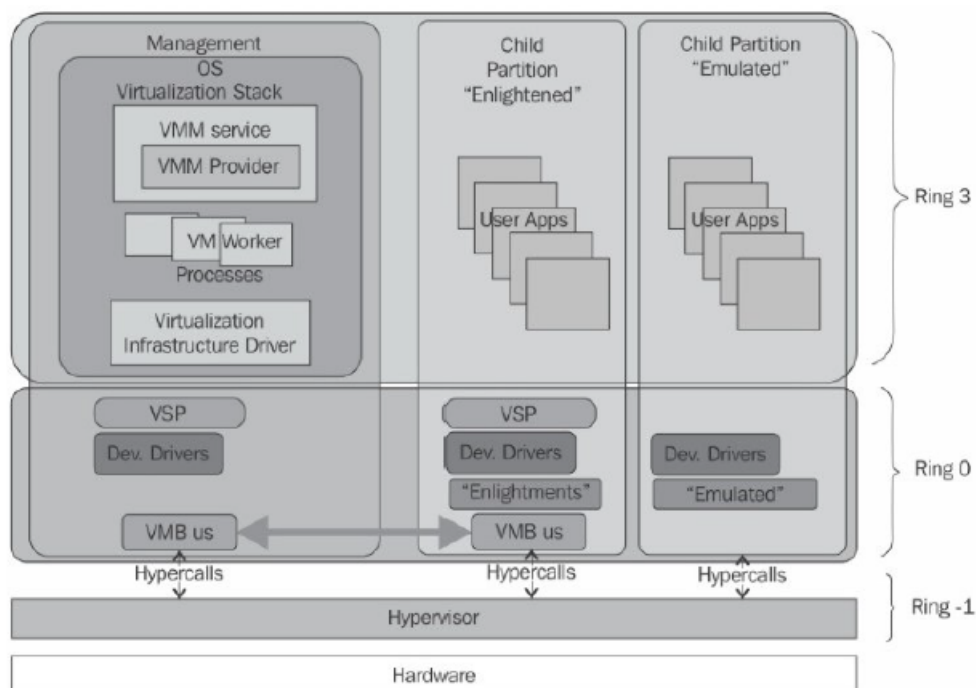 Management
OS
Virtualization Stack
VMM service
VMM Provider
VM Worker
Processes
Virtualization
Infrastructure Driver
Child
Partition
"Enlightened"
User Apps
Child Partition
"Emulated"
User Apps
Ring 3
VSP
Dev. Drivers
VMB us
VSP
Dev. Drivers
"Enlightments"
VMB us
Dev. Drivers
"Emulated"
Ring 0
Hypercalls
Hypercalls
Hypercalls
Ring -1
Hypervisor
Hardware